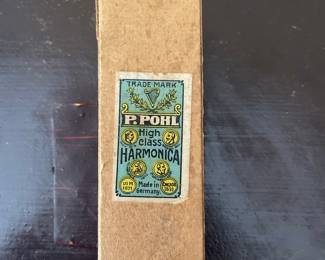 TRADE MARK
P. POHL
High
class
HARMONICA
Made in
Germany